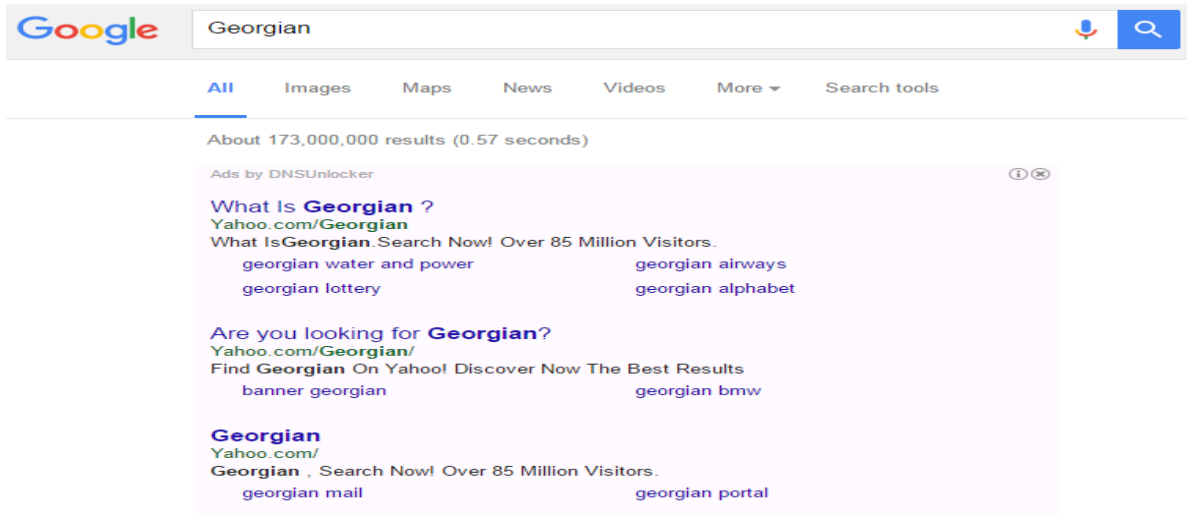 Google Georgian
All Images Maps News Videos More Search tools
About 173,000,000 results (0.57 seconds)
Ads by DNSUnlocker
What Is Georgian ?
Yahoo.com/Georgian
What IsGeorgian.Search Now! Over 85 Million Visitors.
georgian water and power georgian airways
georgian lottery georgian alphabet
Are you looking for Georgian?
Yahoo.com/Georgian/
Find Georgian On Yahoo! Discover Now The Best Results
banner georgian georgian bmw
Georgian
Yahoo.com/
Georgian , Search Now! Over 85 Million Visitors.
georgian mail georgian portal